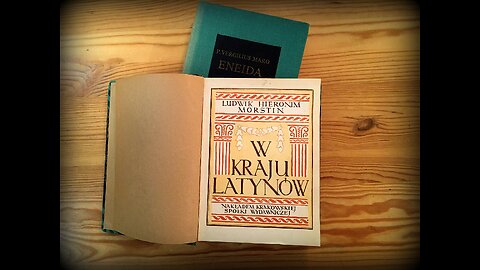 P. VERGILIUS MARO
ENEIDA
LUDWIK HIERONIM
MORSTIN
W
KRAJU
LATYNÓW
NAKŁADEM KRAKOWSKIEJ
SPÓŁKI WYDAWNICZEJ